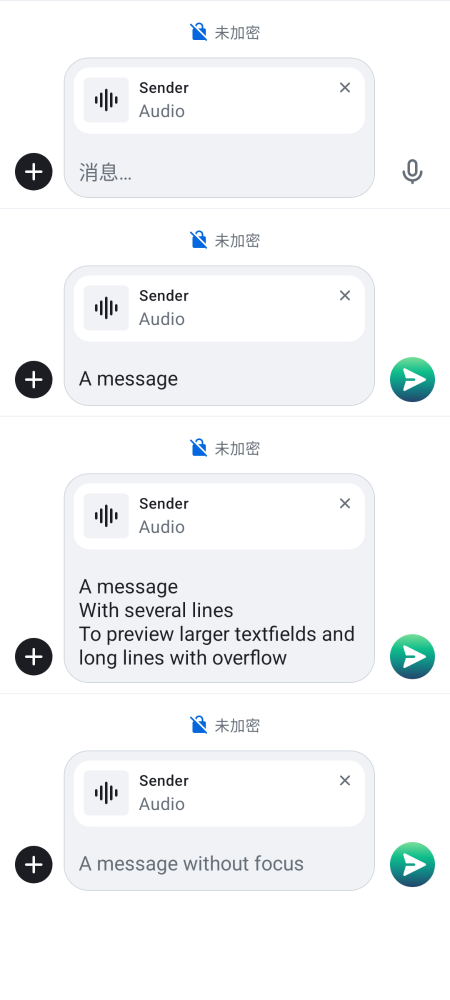 未加密
Sender
Audio
消息…
未加密
Sender
Audio
A message
未加密
Sender
Audio
A message
With several lines
To preview larger textfields and
long lines with overflow
未加密
Sender
Audio
A message without focus